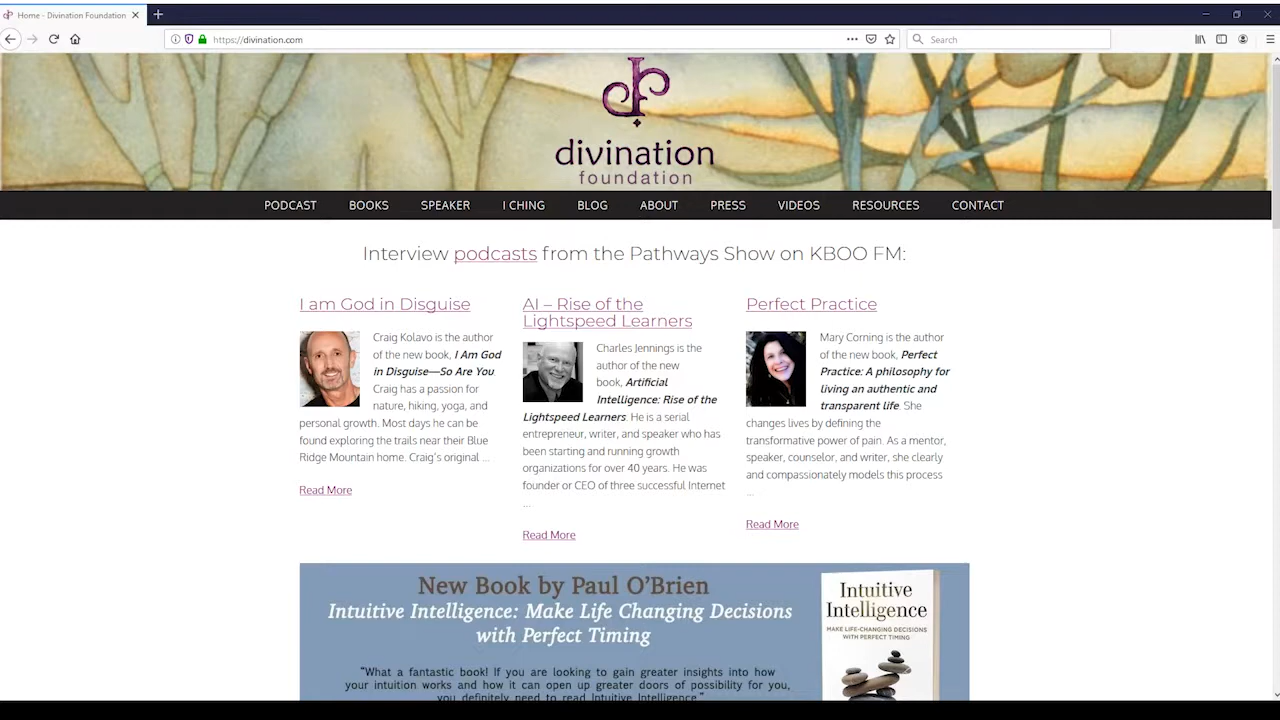 Home - Divination Foundation
https://divination.com
Search
divination
foundation
PODCAST BOOKS SPEAKER I CHING BLOG ABOUT PRESS VIDEOS RESOURCES CONTACT
Interview podcasts from the Pathways Show on KBOO FM:
I am God in Disguise
Craig Kolavo is the author
of the new book, I Am God
in Disguise—So Are You
Craig has a passion for
nature, hiking, yoga, and
personal growth. Most days he can be
found exploring the trails near their Blue
Ridge Mountain home. Craig's original ...
Read More
AI – Rise of the
Lightspeed Learners
Charles Jennings is the
author of the new
book, Artificial
Intelligence: Rise of the
Lightspeed Learners. He is a serial
entrepreneur, writer, and speaker who has
been starting and running growth
organizations for over 40 years. He was
founder or CEO of three successful Internet
...
Read More
Perfect Practice
Mary Corning is the author
of the new book, Perfect
Practice: A philosophy for
living an authentic and
transparent life. She
changes lives by defining the
transformative power of pain. As a mentor,
speaker, counselor, and writer, she clearly
and compassionately models this process
...
Read More
New Book by Paul O'Brien
Intuitive Intelligence: Make Life Changing Decisions
with Perfect Timing
"What a fantastic book! If you are looking to gain greater insights into how
your intuition works and how it can open up greater doors of possibility for you,
you definitely need to read Intuitive Intelligence."
Intuitive
Intelligence
MAKE LIFE-CHANGING DECISIONS
WITH PERFECT TIMING